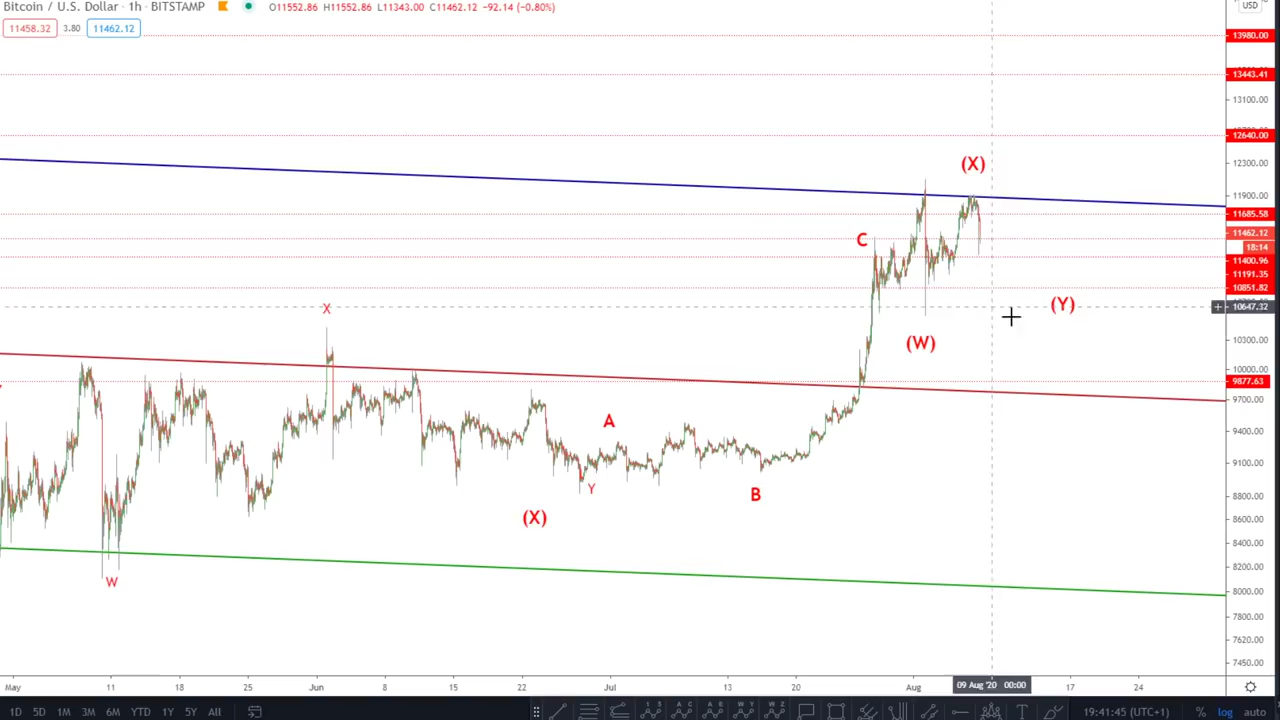 Bitcoin / U.S. Dollar · 1h · BITSTAMP O11552.86 H11552.86 L11343.00 C11462.12 -92.14 (-0.80%)
USD
11458.32 3.80 11462.12
13980.00
13443.41
13100.00
12640.00
12300.00
(X)
11900.00
11685.58
C
11462.12
18:14
11400.96
11191.35
10851.82
X
(Y)
10647.32
(W)
10300.00
10000.00
9877.63
9700.00
A
9400.00
9100.00
Y
B
8800.00
(X)
8600.00
8400.00
8200.00
W
8000.00
7800.00
7620.00
7450.00
May 11 18 25 Jun 8 15 22 Jul 13 20 Aug 09 Aug '20 00:00 17 24
1D 5D 1M 3M 6M YTD 1Y 5Y All 19:41:45 (UTC+1) % log auto